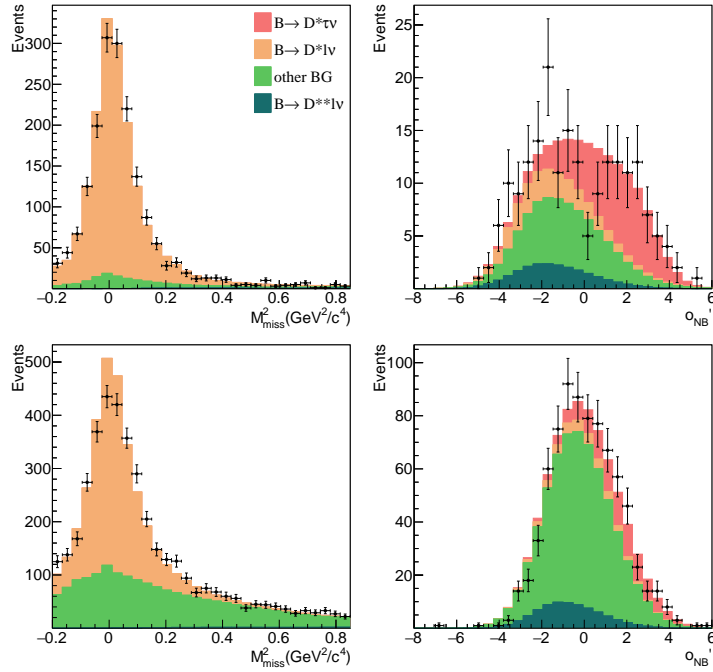 Events
300
250
200
150
100
50
−0.2 0 0.2 0.4 0.6 0.8
M²miss(GeV²/c⁴)
B→ D*τν
B→ D*lν
other BG
B→ D**lν
Events
25
20
15
10
5
0
−8 −6 −4 −2 0 2 4 6 8
oNB'
Events
500
400
300
200
100
−0.2 0 0.2 0.4 0.6 0.8
M²miss(GeV²/c⁴)
Events
100
80
60
40
20
0
−8 −6 −4 −2 0 2 4 6 8
oNB'